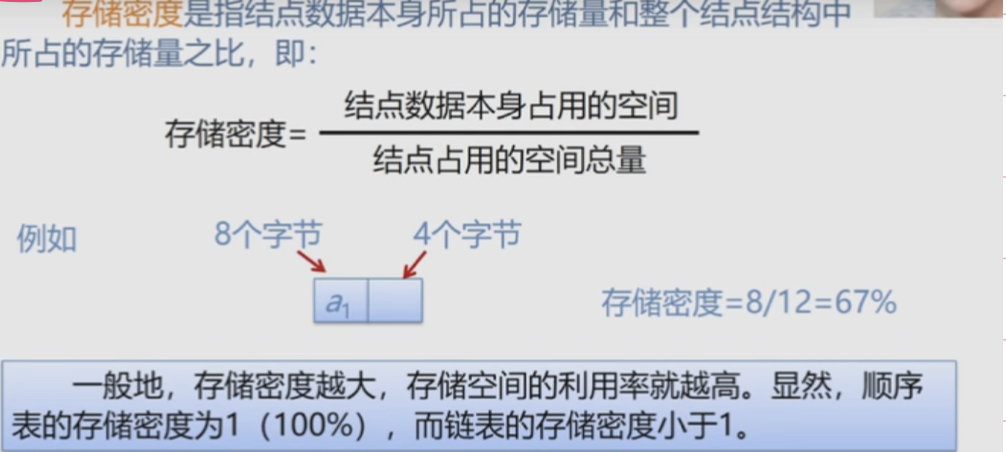 存储密度是指结点数据本身所占的存储量和整个结点结构中
所占的存储量之比，即：
结点数据本身占用的空间
存储密度=
结点占用的空间总量
例如
8个字节
4个字节
a1
存储密度=8/12=67%
一般地，存储密度越大，存储空间的利用率就越高。显然，顺序
表的存储密度为1（100%），而链表的存储密度小于1。